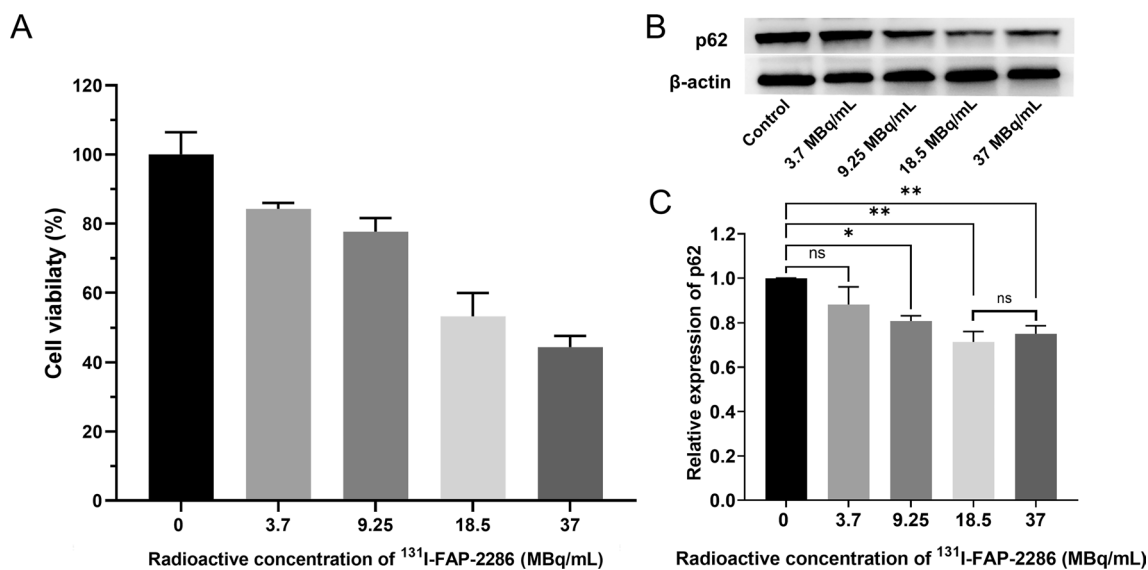 A
120
100
80
60
40
20
0
Cell viabilaty (%)
0 3.7 9.25 18.5 37
Radioactive concentration of ¹³¹I-FAP-2286 (MBq/mL)
B
p62
β-actin
Control
3.7 MBq/mL
9.25 MBq/mL
18.5 MBq/mL
37 MBq/mL
C
**
**
*
ns
ns
1.2
1.0
0.8
0.6
0.4
0.2
0.0
Relative expression of p62
0 3.7 9.25 18.5 37
Radioactive concentration of ¹³¹I-FAP-2286 (MBq/mL)